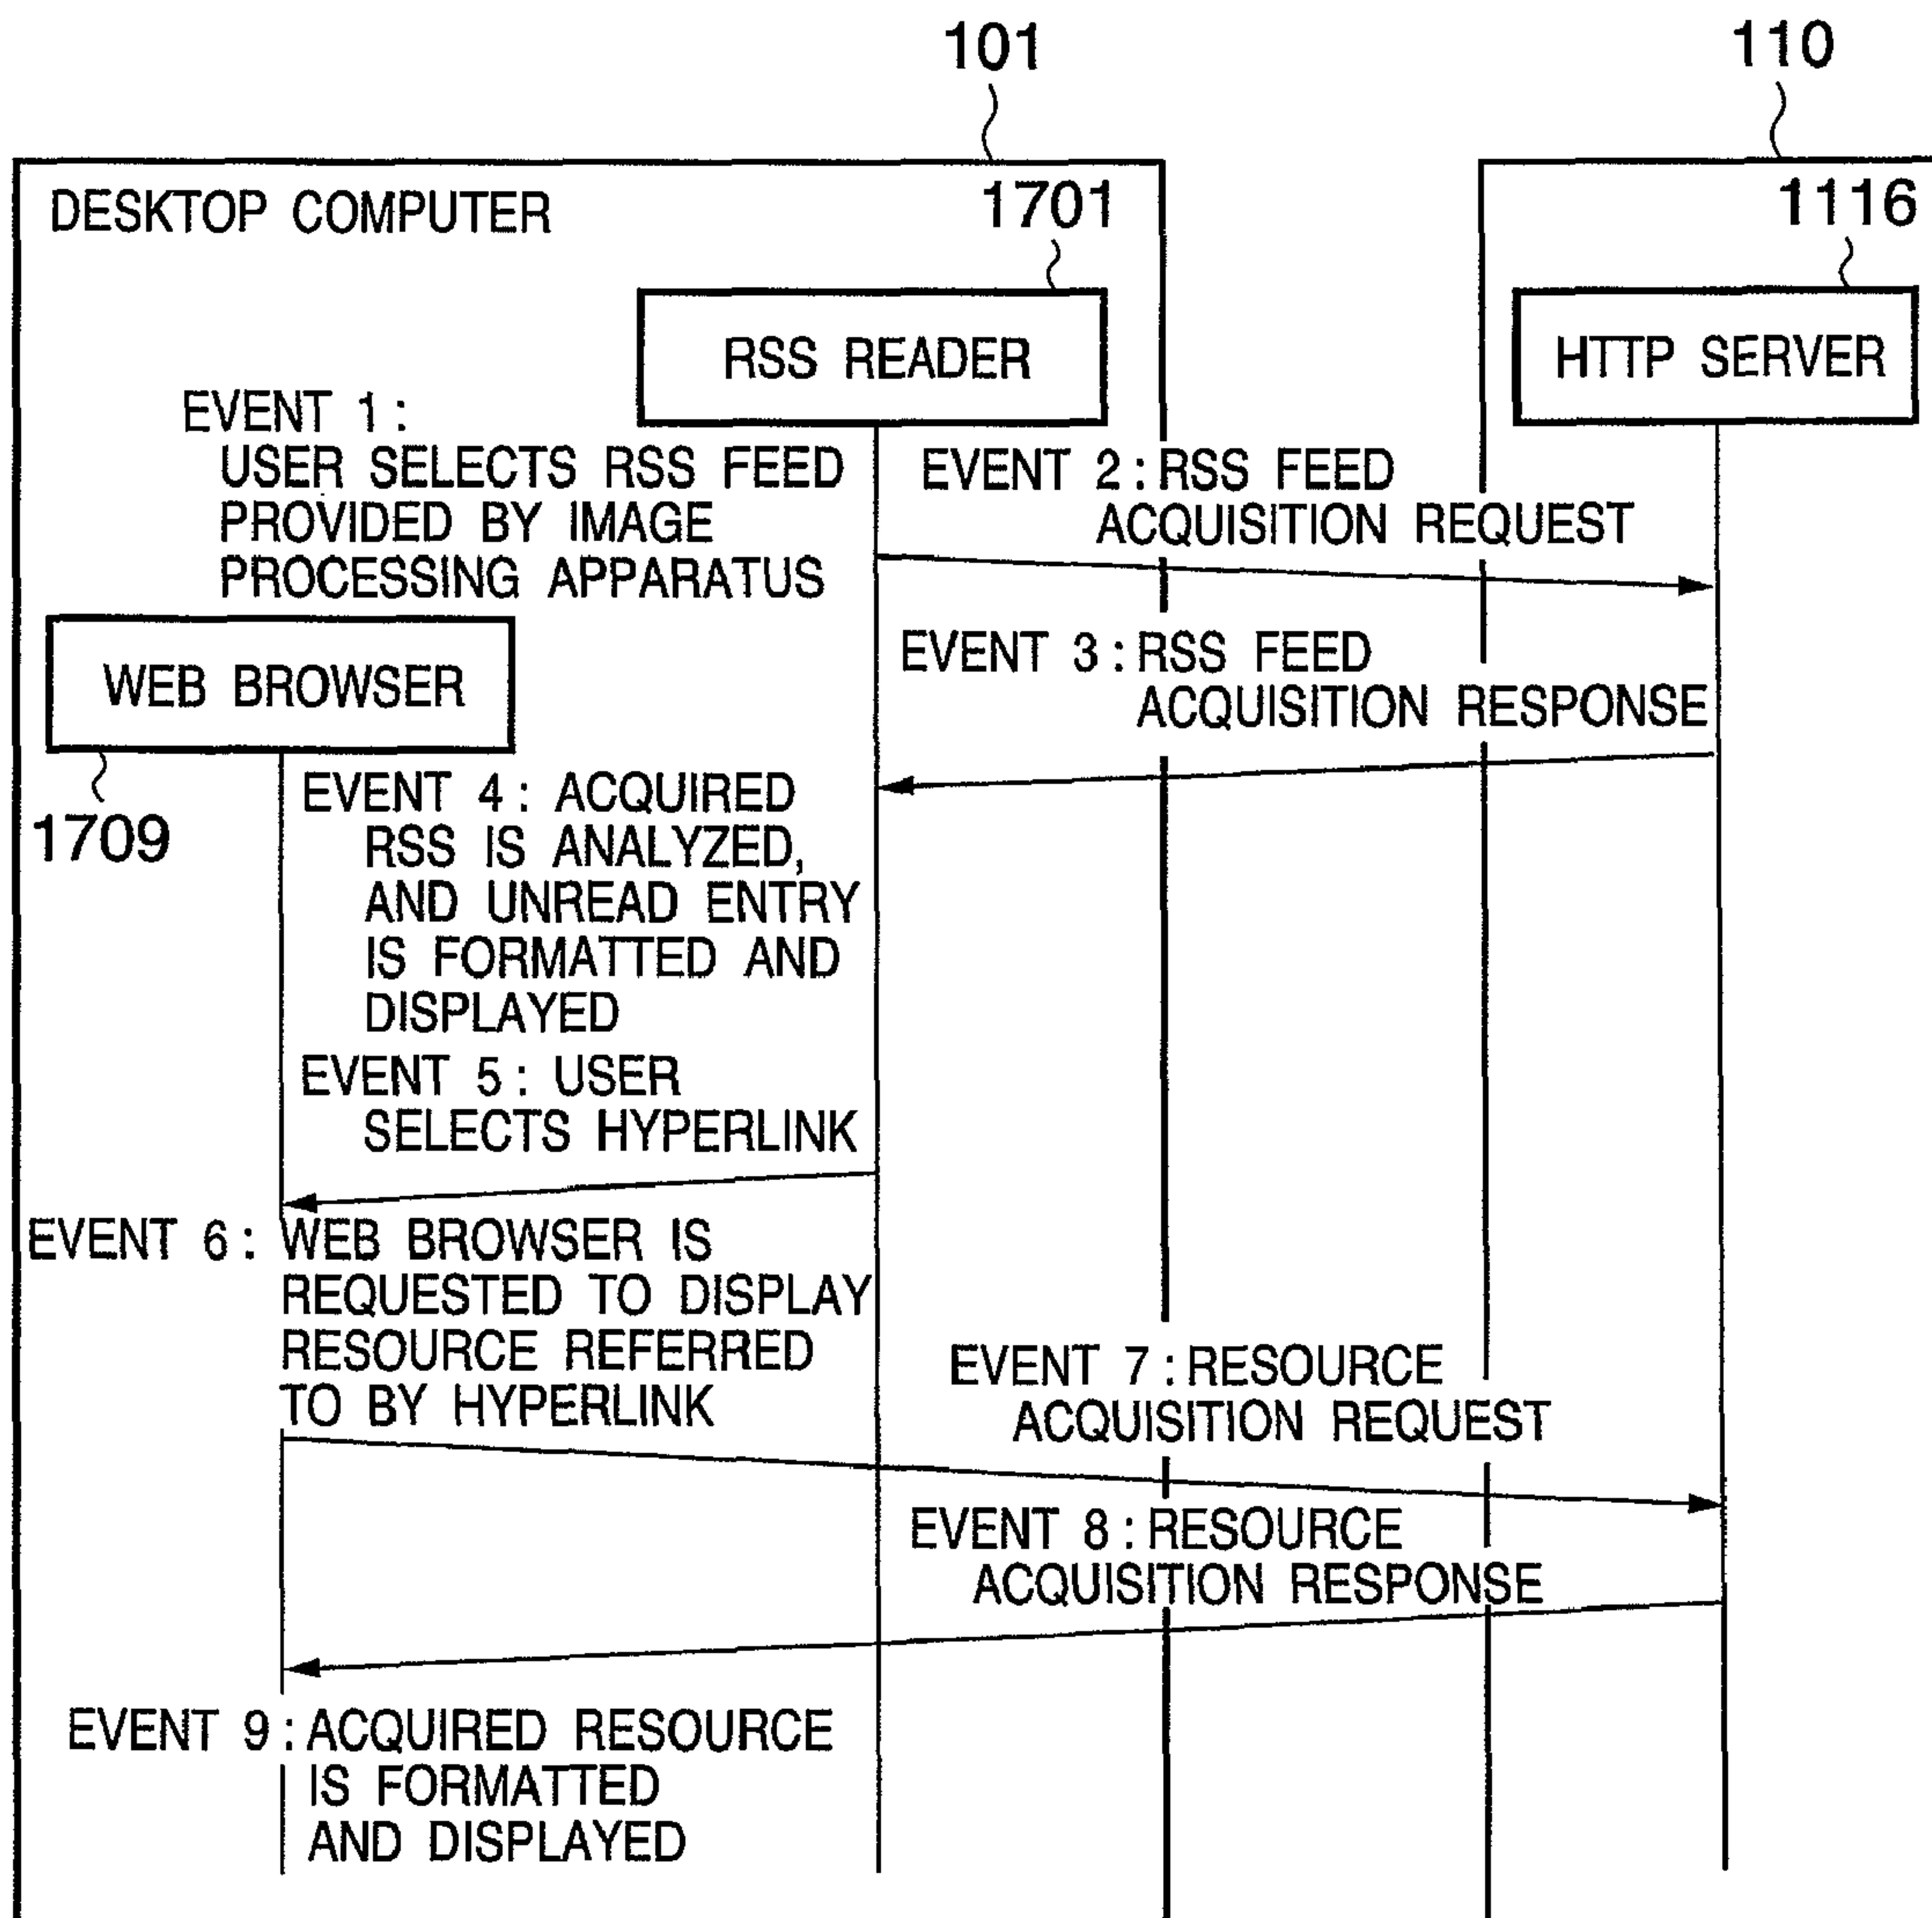 101
110
DESKTOP COMPUTER
1701
1116
RSS READER
HTTP SERVER
EVENT 1 :
USER SELECTS RSS FEED
PROVIDED BY IMAGE
PROCESSING APPARATUS
EVENT 2 : RSS FEED
ACQUISITION REQUEST
WEB BROWSER
1709
EVENT 3 : RSS FEED
ACQUISITION RESPONSE
EVENT 4 : ACQUIRED
RSS IS ANALYZED,
AND UNREAD ENTRY
IS FORMATTED AND
DISPLAYED
EVENT 5 : USER
SELECTS HYPERLINK
EVENT 6 : WEB BROWSER IS
REQUESTED TO DISPLAY
RESOURCE REFERRED
TO BY HYPERLINK
EVENT 7 : RESOURCE
ACQUISITION REQUEST
EVENT 8 : RESOURCE
ACQUISITION RESPONSE
EVENT 9 : ACQUIRED RESOURCE
IS FORMATTED
AND DISPLAYED